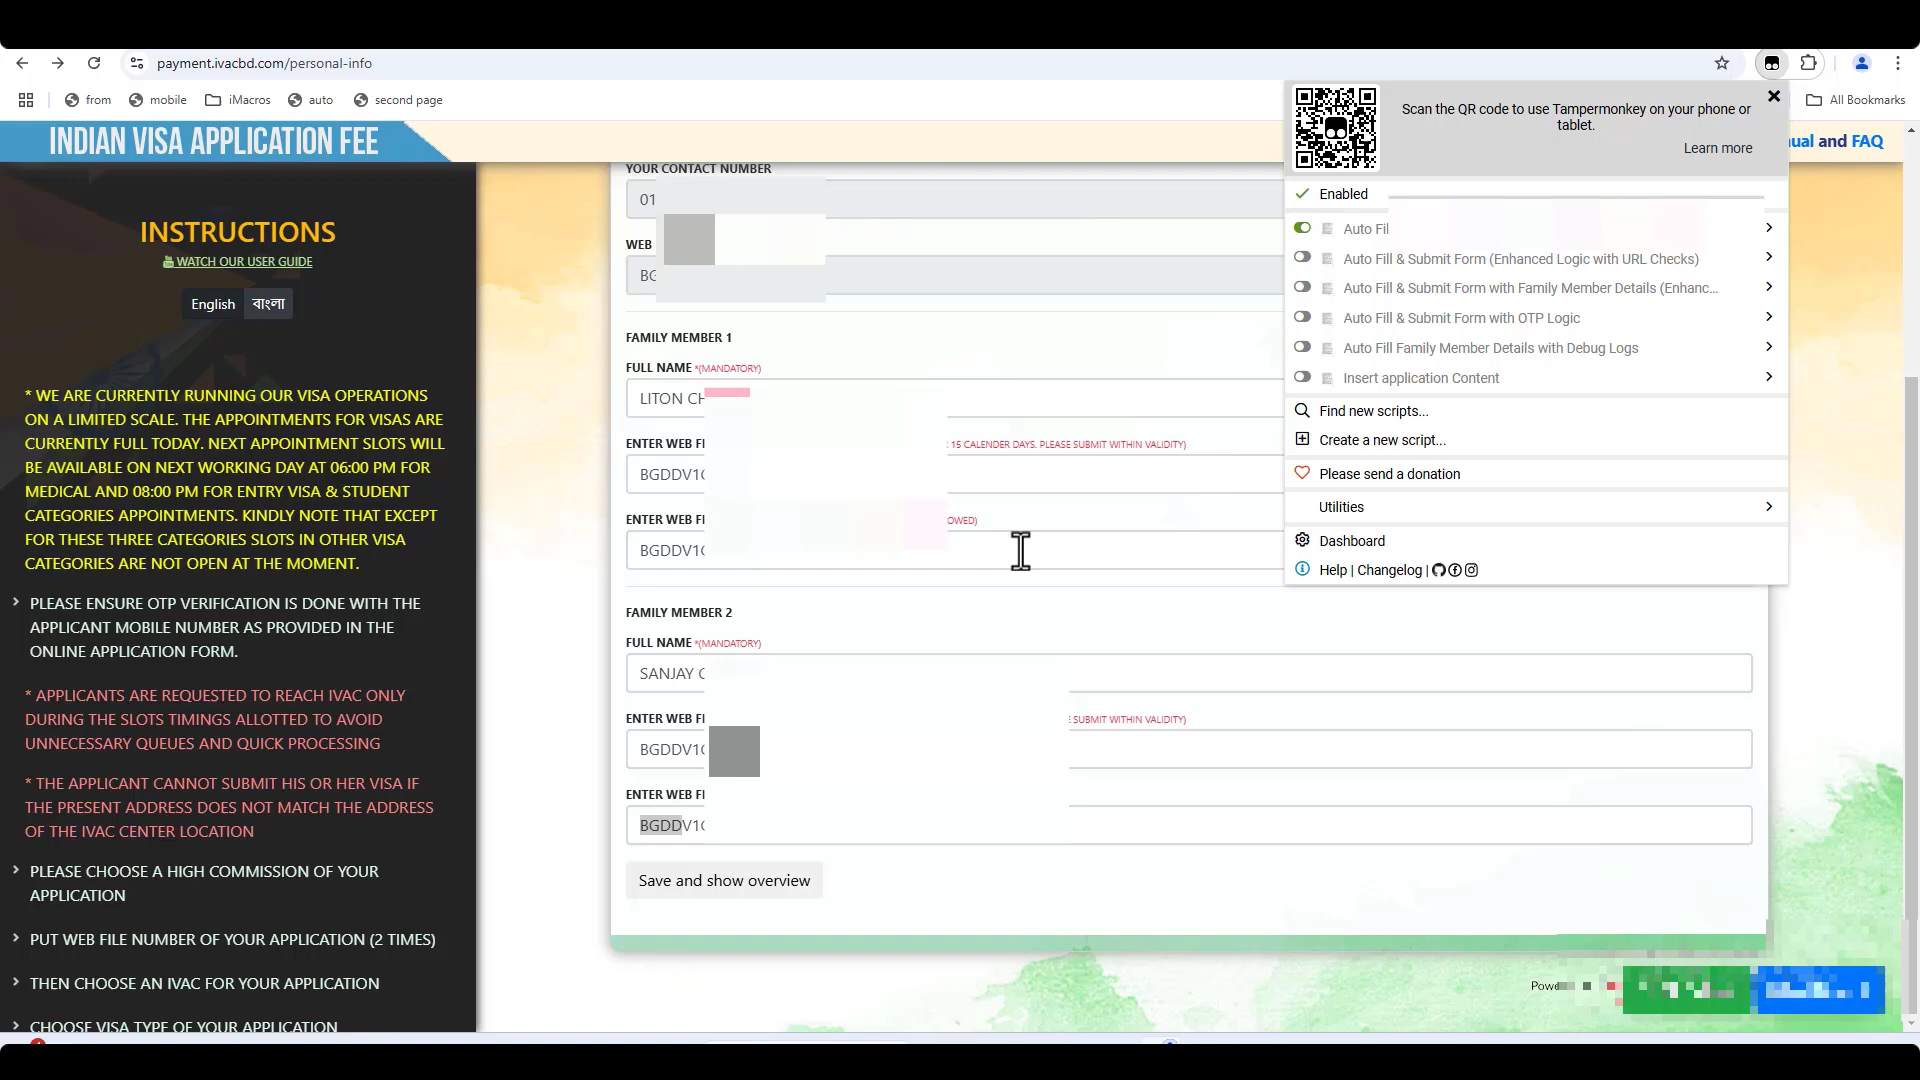 payment.ivacbd.com/personal-info
from
mobile
iMacros
auto
second page
All Bookmarks
INDIAN VISA APPLICATION FEE
and FAQ
INSTRUCTIONS
WATCH OUR USER GUIDE
English
বাংলা
* WE ARE CURRENTLY RUNNING OUR VISA OPERATIONS
ON A LIMITED SCALE. THE APPOINTMENTS FOR VISAS ARE
CURRENTLY FULL TODAY. NEXT APPOINTMENT SLOTS WILL
BE AVAILABLE ON NEXT WORKING DAY AT 06:00 PM FOR
MEDICAL AND 08:00 PM FOR ENTRY VISA & STUDENT
CATEGORIES APPOINTMENTS. KINDLY NOTE THAT EXCEPT
FOR THESE THREE CATEGORIES SLOTS IN OTHER VISA
CATEGORIES ARE NOT OPEN AT THE MOMENT.
PLEASE ENSURE OTP VERIFICATION IS DONE WITH THE
APPLICANT MOBILE NUMBER AS PROVIDED IN THE
ONLINE APPLICATION FORM.
* APPLICANTS ARE REQUESTED TO REACH IVAC ONLY
DURING THE SLOTS TIMINGS ALLOTTED TO AVOID
UNNECESSARY QUEUES AND QUICK PROCESSING
* THE APPLICANT CANNOT SUBMIT HIS OR HER VISA IF
THE PRESENT ADDRESS DOES NOT MATCH THE ADDRESS
OF THE IVAC CENTER LOCATION
PLEASE CHOOSE A HIGH COMMISSION OF YOUR
APPLICATION
PUT WEB FILE NUMBER OF YOUR APPLICATION (2 TIMES)
THEN CHOOSE AN IVAC FOR YOUR APPLICATION
CHOOSE VISA TYPE OF YOUR APPLICATION
YOUR CONTACT NUMBER
01
WEB
BG
FAMILY MEMBER 1
FULL NAME *(MANDATORY)
LITON CH
ENTER WEB FI 15 CALENDER DAYS. PLEASE SUBMIT WITHIN VALIDITY)
BGDDV1
ENTER WEB FI OWED)
BGDDV1
FAMILY MEMBER 2
FULL NAME *(MANDATORY)
SANJAY C
ENTER WEB FI SUBMIT WITHIN VALIDITY)
BGDDV1
ENTER WEB FI
BGDDV1
Save and show overview
Powe
Scan the QR code to use Tampermonkey on your phone or
tablet.
Learn more
Enabled
Auto Fil
Auto Fill & Submit Form (Enhanced Logic with URL Checks)
Auto Fill & Submit Form with Family Member Details (Enhanc...
Auto Fill & Submit Form with OTP Logic
Auto Fill Family Member Details with Debug Logs
Insert application Content
Find new scripts...
Create a new script...
Please send a donation
Utilities
Dashboard
Help | Changelog |